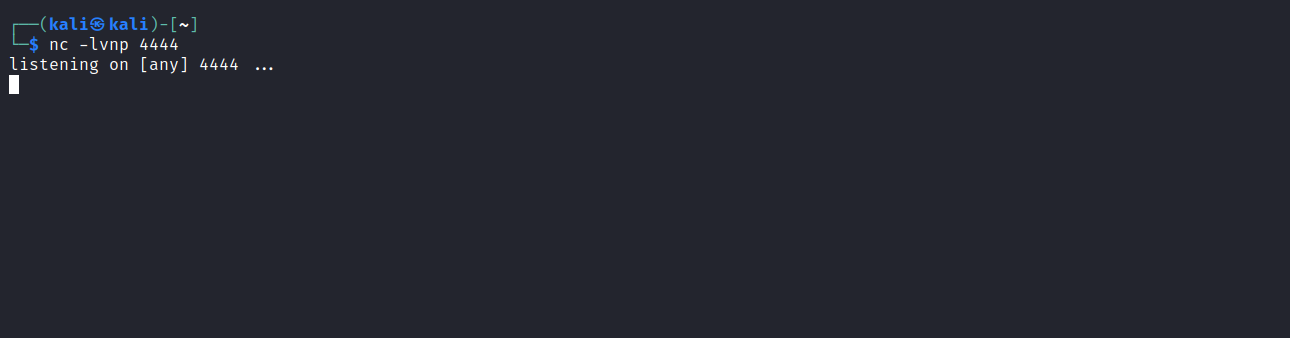 ┌──(kali㉿kali)-[~]
└─$ nc -lvnp 4444
listening on [any] 4444 ...